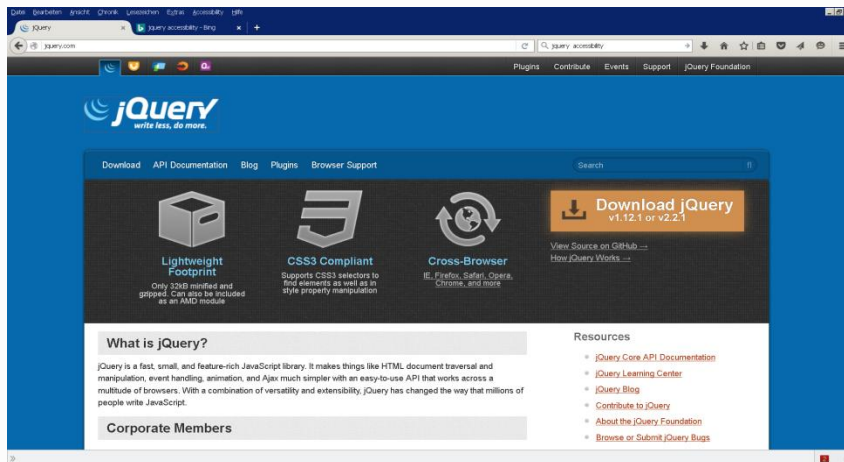 Datei Bearbeiten Ansicht Chronik Lesezeichen Extras Accessibility Hilfe
jQuery
jquery accessibility - Bing
jquery.com
jquery accessibility
Plugins Contribute Events Support jQuery Foundation
jQuery
write less, do more.
Download API Documentation Blog Plugins Browser Support
Search
Lightweight
Footprint
Only 32kB minified and
gzipped. Can also be included
as an AMD module
CSS3 Compliant
Supports CSS3 selectors to
find elements as well as in
style property manipulation
Cross-Browser
IE, Firefox, Safari, Opera,
Chrome, and more
Download jQuery
v1.12.1 or v2.2.1
View Source on GitHub →
How jQuery Works →
What is jQuery?
jQuery is a fast, small, and feature-rich JavaScript library. It makes things like HTML document traversal and
manipulation, event handling, animation, and Ajax much simpler with an easy-to-use API that works across a
multitude of browsers. With a combination of versatility and extensibility, jQuery has changed the way that millions of
people write JavaScript.
Corporate Members
Resources
jQuery Core API Documentation
jQuery Learning Center
jQuery Blog
Contribute to jQuery
About the jQuery Foundation
Browse or Submit jQuery Bugs